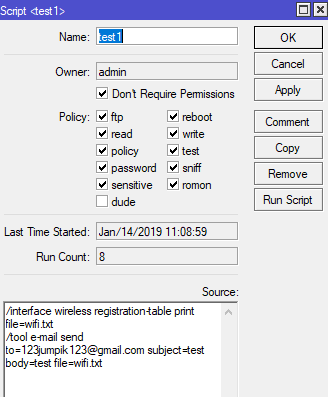 Script <test1>
Name: test1
OK
Owner: admin
Cancel
Don't Require Permissions
Apply
Policy: ftp reboot
Comment
read write
policy test
Copy
password sniff
Remove
sensitive romon
Run Script
dude
Last Time Started: Jan/14/2019 11:08:59
Run Count: 8
Source:
/interface wireless registration-table print
file=wifi.txt
/tool e-mail send
to=123jumpik123@gmail.com subject=test
body=test file=wifi.txt